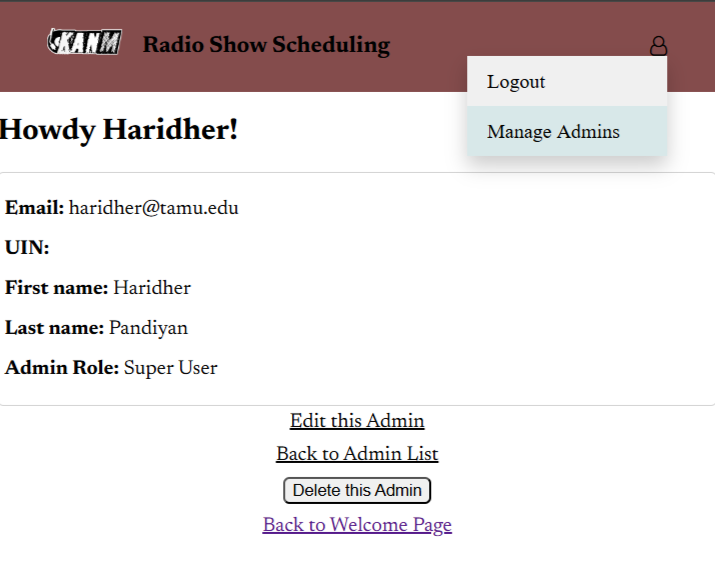 KANM Radio Show Scheduling
Logout
Manage Admins
Howdy Haridher!
Email: haridher@tamu.edu
UIN:
First name: Haridher
Last name: Pandiyan
Admin Role: Super User
Edit this Admin
Back to Admin List
Delete this Admin
Back to Welcome Page